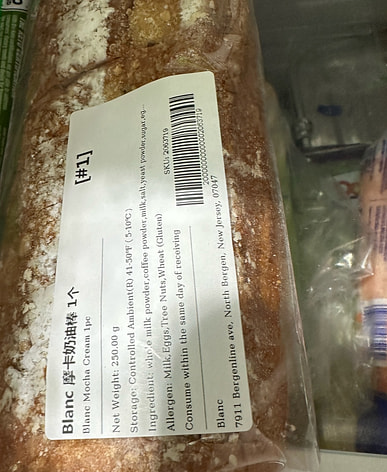 [#1]
Blanc 摩卡奶油棒 1个
Blanc Mocha Cream 1pc
Net Weight: 250.00 g
Storage: Controlled Ambient(R) 41-50°F ( 5-10°C)
Ingredient: whole milk powder,coffee powder,milk,salt,yeast powder,sugar,eg...
Allergen: Milk,Eggs,Tree Nuts,Wheat (Gluten)
Consume within the same day of receiving
SKU: 2063719
Blanc
7911 Bergenline ave, North Bergen, New Jersey, 07047